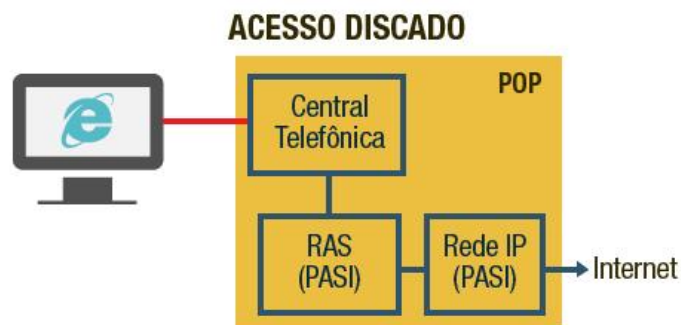 ACESSO DISCADO
POP
Central
Telefônica
RAS
(PASI)
Rede IP
(PASI)
Internet